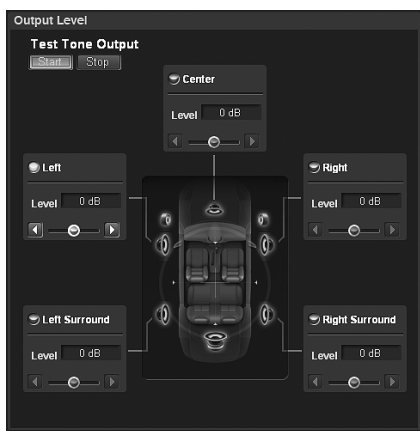 Output Level
Test Tone Output
Start Stop
Center
Level 0 dB
Left
Level 0 dB
Right
Level 0 dB
Left Surround
Level 0 dB
Right Surround
Level 0 dB